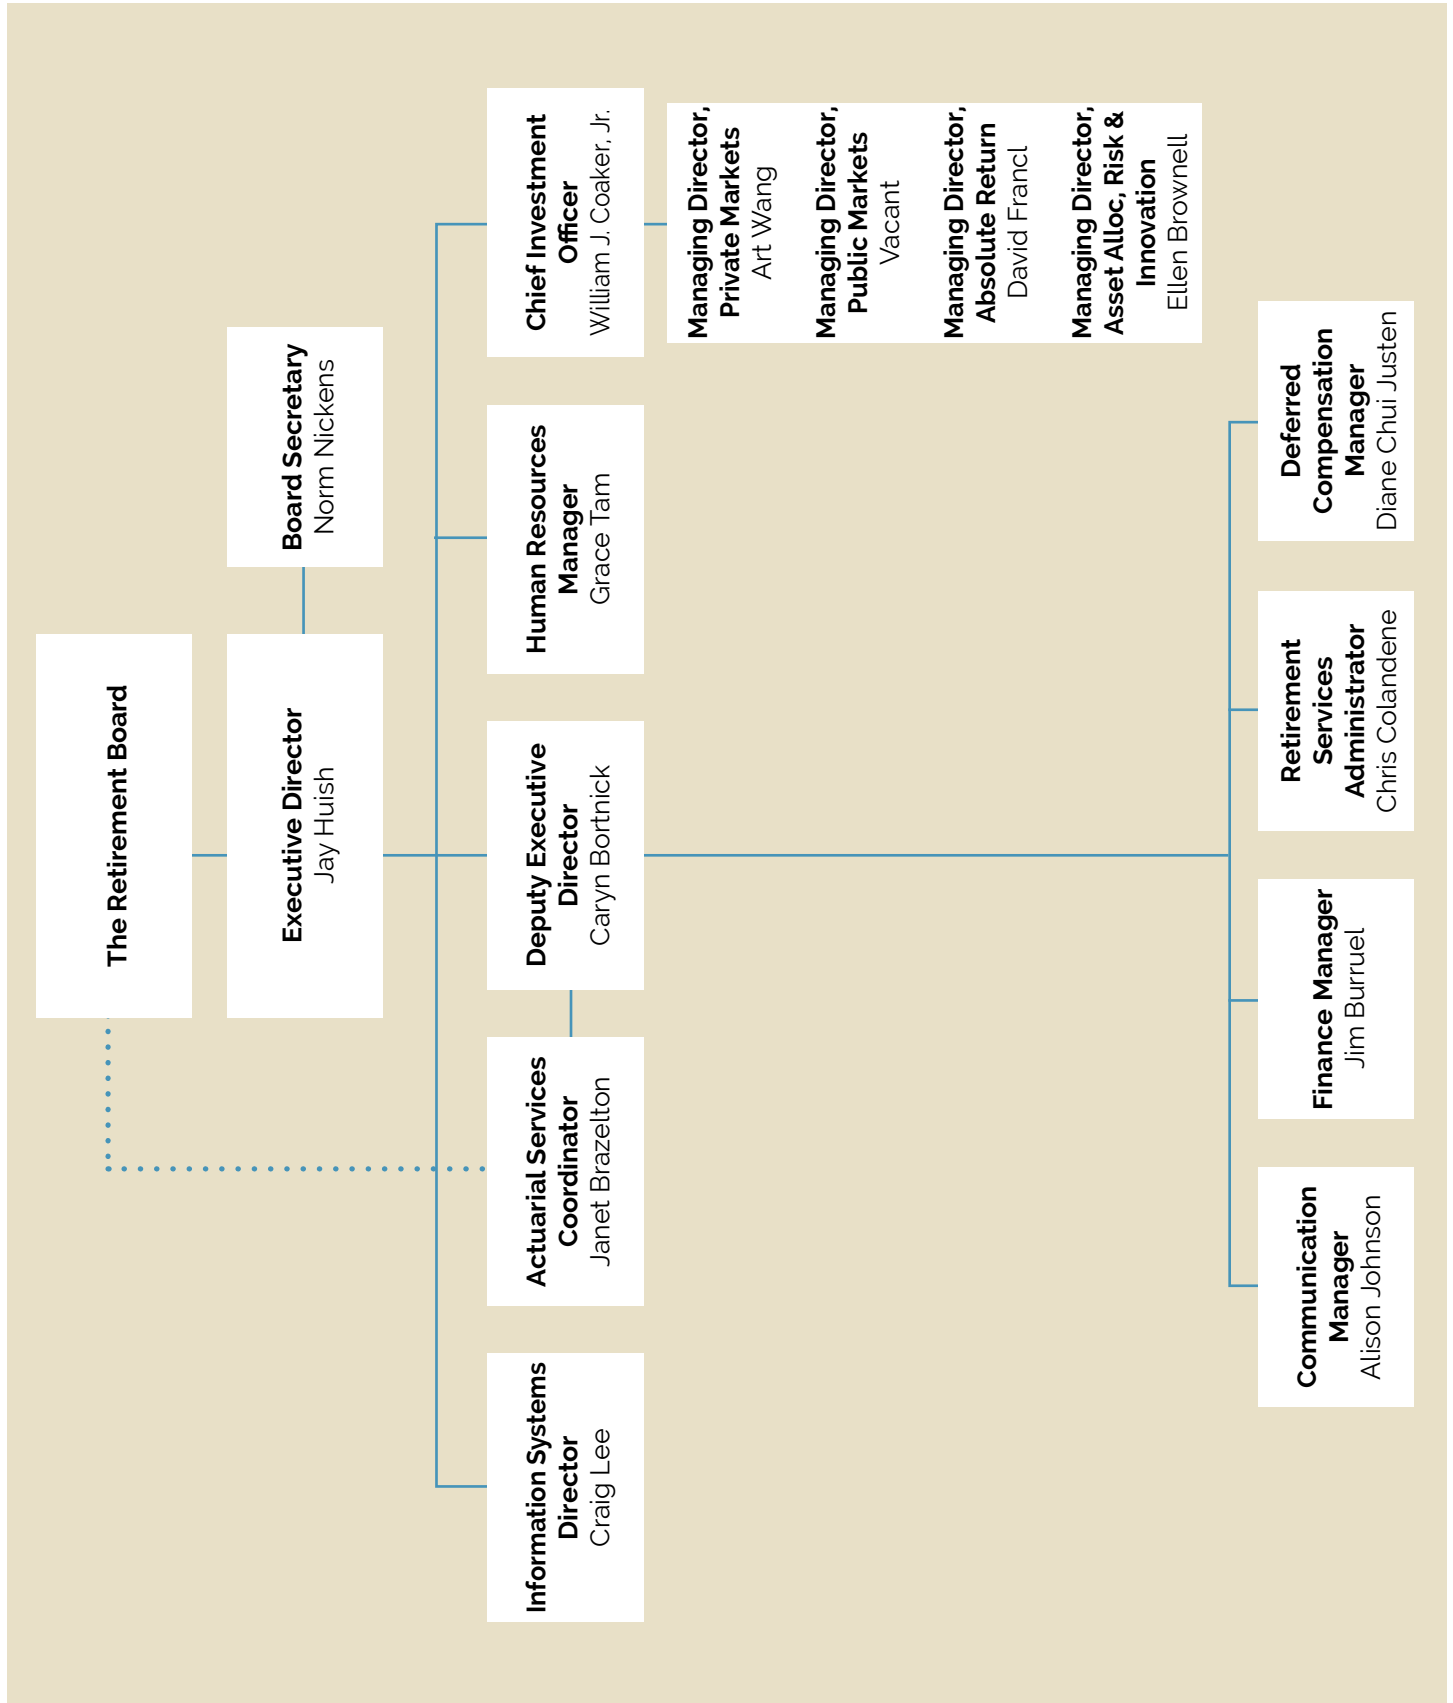 The Retirement Board
Executive Director
Jay Huish
Board Secretary
Norm Nickens
Information Systems
Director
Craig Lee
Actuarial Services
Coordinator
Janet Brazelton
Deputy Executive
Director
Caryn Bortnick
Human Resources
Manager
Grace Tam
Chief Investment
Officer
William J. Coaker, Jr.
Managing Director,
Private Markets
Art Wang
Managing Director,
Public Markets
Vacant
Managing Director,
Absolute Return
David Francl
Managing Director,
Asset Alloc, Risk &
Innovation
Ellen Brownell
Communication
Manager
Alison Johnson
Finance Manager
Jim Burruel
Retirement
Services
Administrator
Chris Colandene
Deferred
Compensation
Manager
Diane Chui Justen